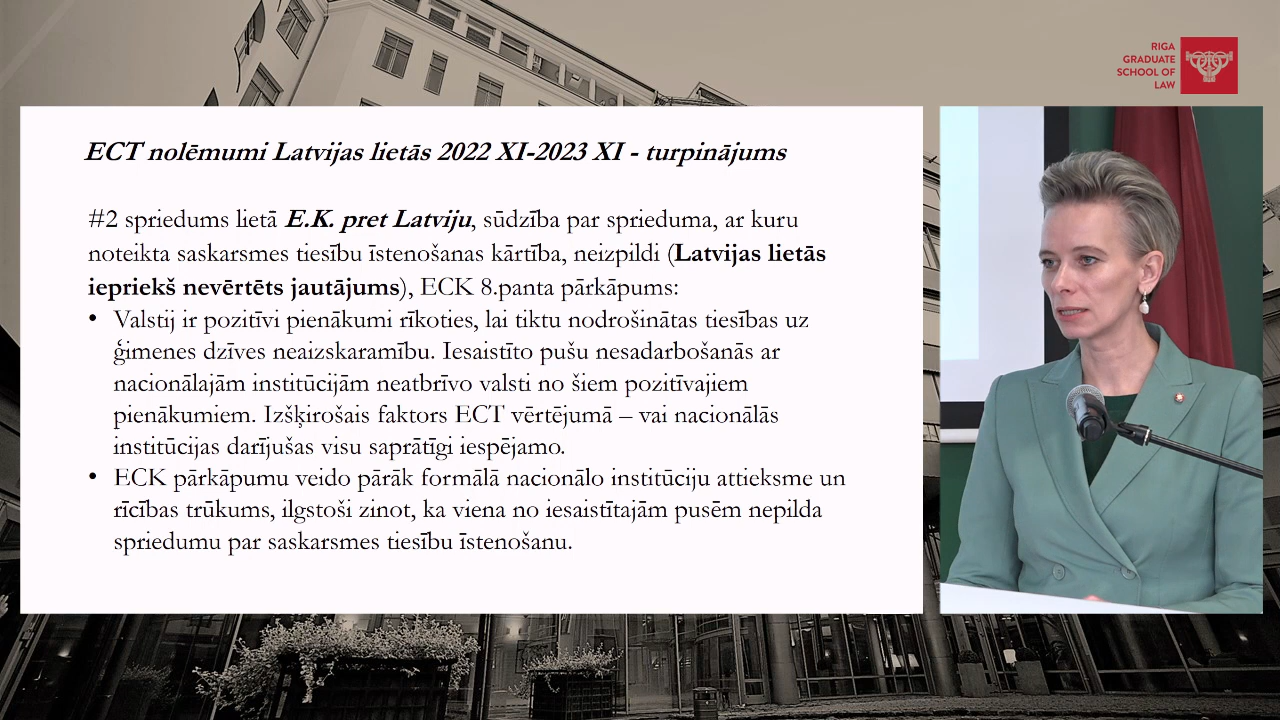 RIGA
GRADUATE
SCHOOL OF
LAW
ECT nolēmumi Latvijas lietās 2022 XI-2023 XI - turpinājums
#2 spriedums lietā E.K. pret Latviju, sūdzība par sprieduma, ar kuru
noteikta saskarsmes tiesību īstenošanas kārtība, neizpildi (Latvijas lietās
iepriekš nevērtēts jautājums), ECK 8.panta pārkāpums:
• Valstij ir pozitīvi pienākumi rīkoties, lai tiktu nodrošinātas tiesības uz
ģimenes dzīves neaizskaramību. Iesaistīto pušu nesadarbošanās ar
nacionālajām institūcijām neatbrīvo valsti no šiem pozitīvajiem
pienākumiem. Izšķirošais faktors ECT vērtējumā – vai nacionālās
institūcijas darījušas visu saprātīgi iespējamo.
• ECK pārkāpumu veido pārāk formālā nacionālo institūciju attieksme un
rīcības trūkums, ilgstoši zinot, ka viena no iesaistītajām pusēm nepilda
spriedumu par saskarsmes tiesību īstenošanu.